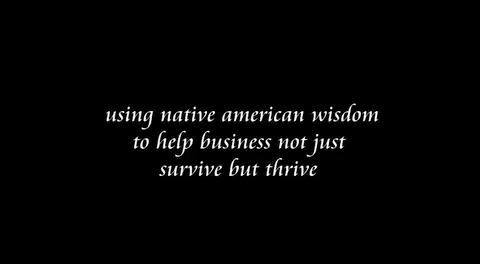 using native american wisdom
to help business not just
survive but thrive